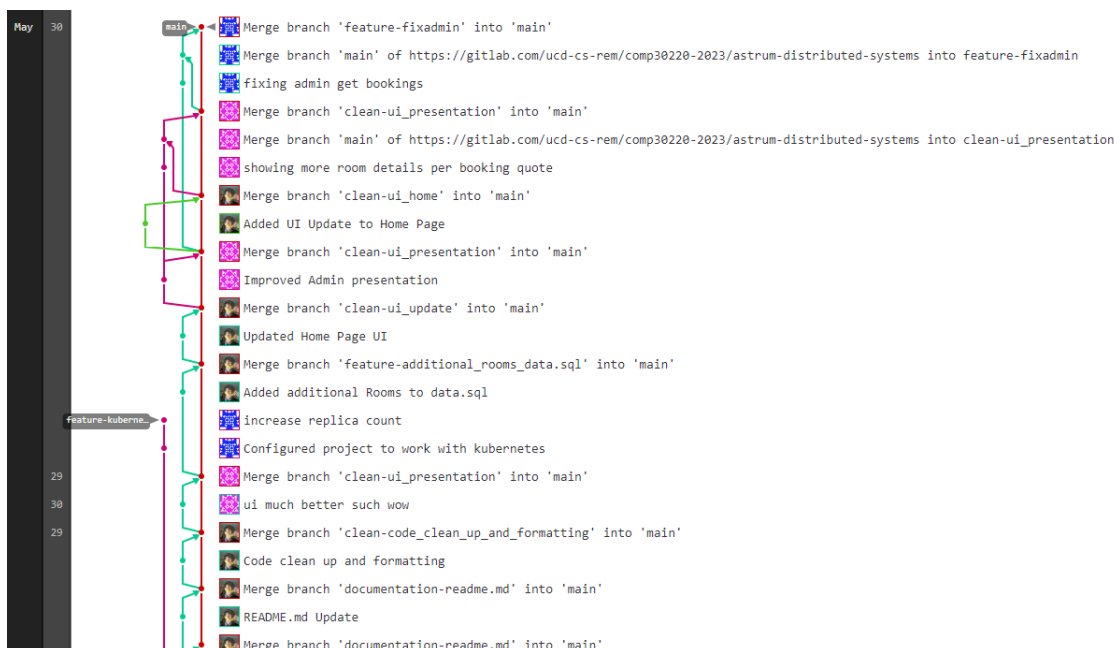 May 30 main Merge branch 'feature-fixadmin' into 'main'
Merge branch 'main' of https://gitlab.com/ucd-cs-rem/comp30220-2023/astrum-distributed-systems into feature-fixadmin
fixing admin get bookings
Merge branch 'clean-ui_presentation' into 'main'
Merge branch 'main' of https://gitlab.com/ucd-cs-rem/comp30220-2023/astrum-distributed-systems into clean-ui_presentation
showing more room details per booking quote
Merge branch 'clean-ui_home' into 'main'
Added UI Update to Home Page
Merge branch 'clean-ui_presentation' into 'main'
Improved Admin presentation
Merge branch 'clean-ui_update' into 'main'
Updated Home Page UI
Merge branch 'feature-additional_rooms_data.sql' into 'main'
Added additional Rooms to data.sql
feature-kuberne… increase replica count
Configured project to work with kubernetes
29 Merge branch 'clean-ui_presentation' into 'main'
30 ui much better such wow
29 Merge branch 'clean-code_clean_up_and_formatting' into 'main'
Code clean up and formatting
Merge branch 'documentation-readme.md' into 'main'
README.md Update
Merge branch 'documentation-readme.md' into 'main'